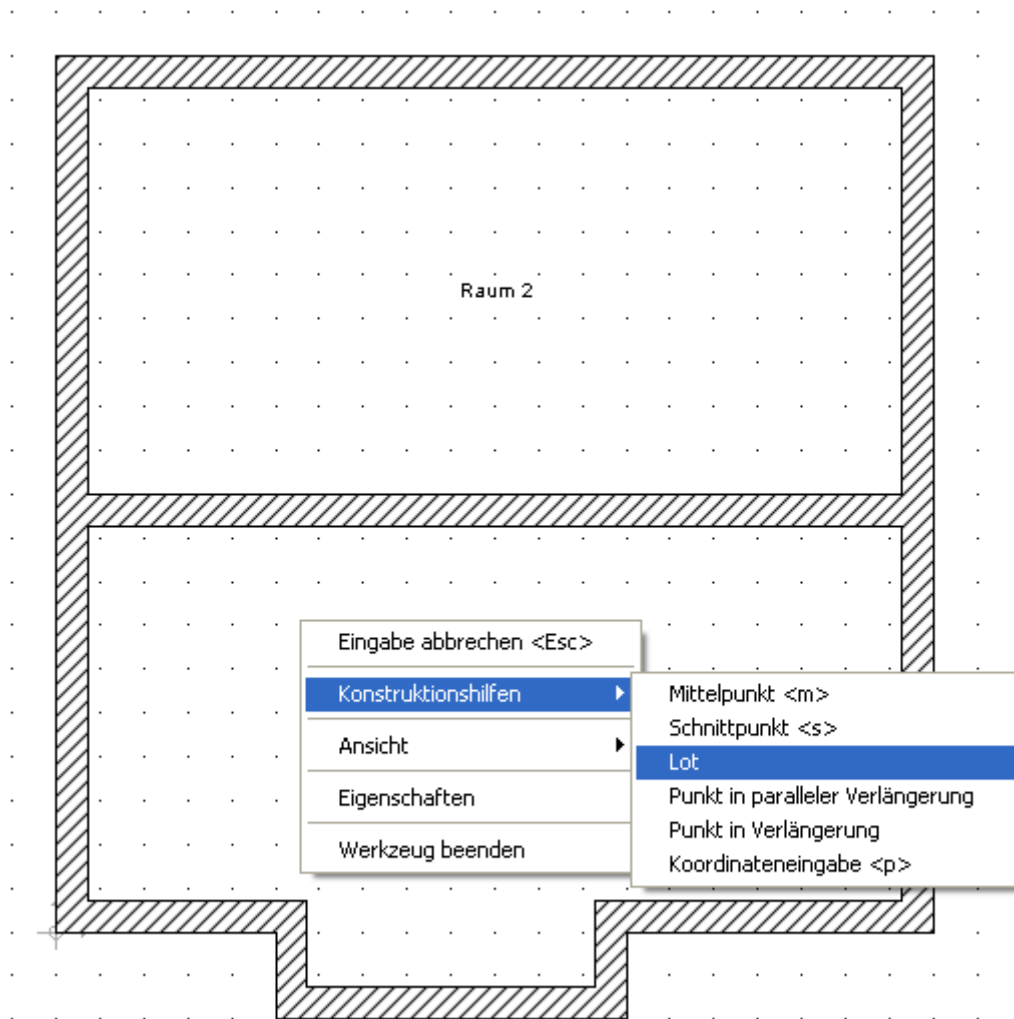 Raum 2
Eingabe abbrechen <Esc>
Konstruktionshilfen
Ansicht
Eigenschaften
Werkzeug beenden
Mittelpunkt <m>
Schnittpunkt <s>
Lot
Punkt in paralleler Verlängerung
Punkt in Verlängerung
Koordinateneingabe <p>